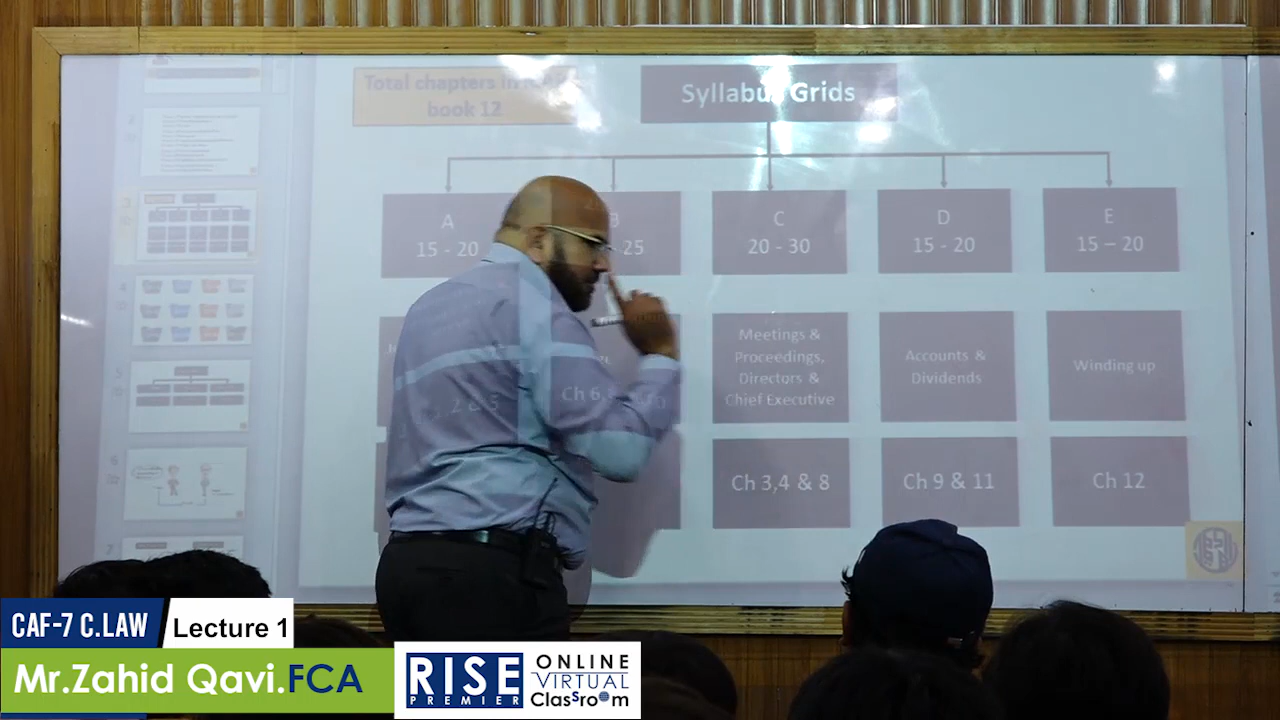 Total chapters in
book 12
Syllabus Grids
A
15 - 20
25
C
20 - 30
D
15 - 20
E
15 – 20
Meetings &
Proceedings,
Directors &
Chief Executive
Accounts &
Dividends
Winding up
2 & 5
Ch 6,
Ch 3,4 & 8
Ch 9 & 11
Ch 12
CAF-7 C.LAW
Lecture 1
Mr.Zahid Qavi.FCA
RISE
PREMIER
ONLINE
VIRTUAL
Classroom